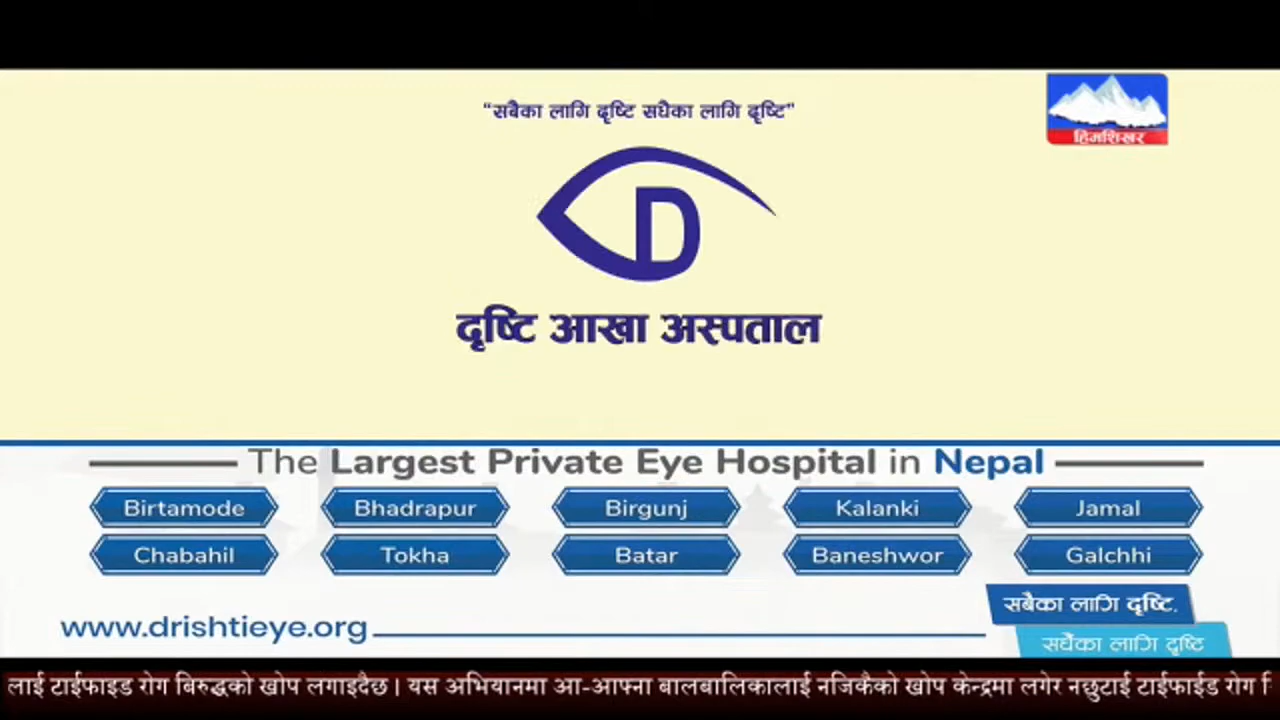 "सबैका लागि दृष्टि सधैका लागि दृष्टि"
हिमशिखर
D
दृष्टि आखा अस्पताल
The Largest Private Eye Hospital in Nepal
Birtamode Bhadrapur Birgunj Kalanki Jamal
Chabahil Tokha Batar Baneshwor Galchhi
सबैका लागि दृष्टि.
www.drishtieye.org
सधैंका लागि दृष्टि
लाई टाईफाइड रोग बिरुद्धको खोप लगाइदैछ । यस अभियानमा आ-आफ्ना बालबालिकालाई नजिकैको खोप केन्द्रमा लगेर नछुटाई टाईफाईड रोग